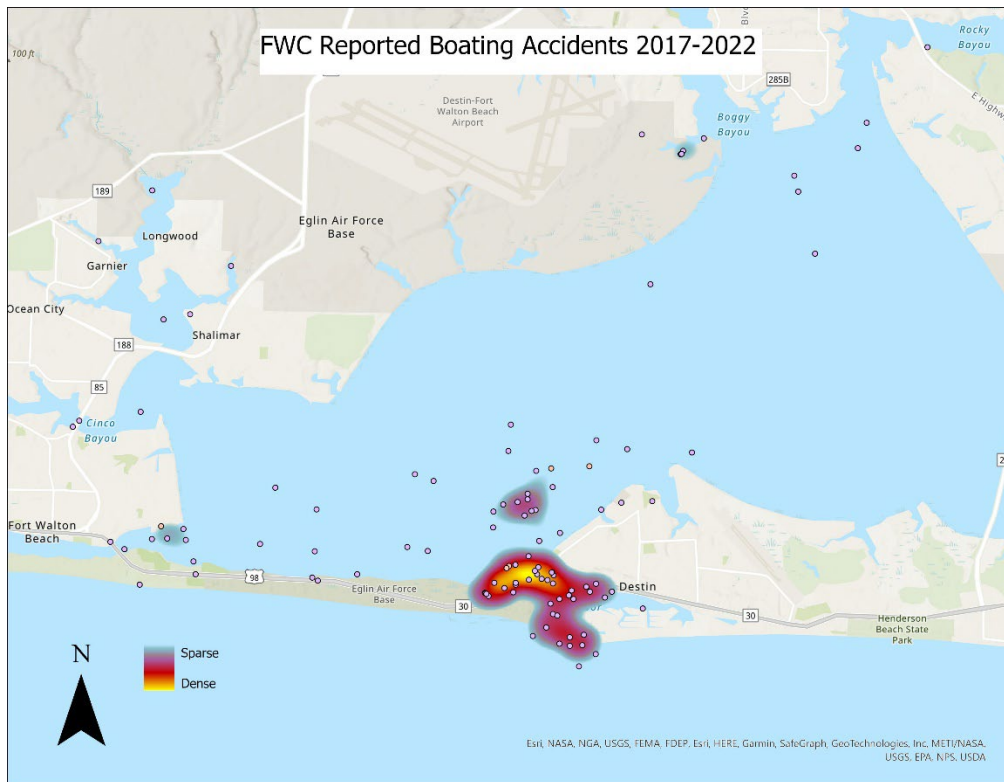 FWC Reported Boating Accidents 2017-2022
Rocky
Bayou
100 ft
285B
Destin-Fort
Walton Beach
Airport
Boggy
Bayou
E Highw
189
Eglin Air Force
Base
Longwood
Garnier
Ocean City
Shalimar
188
85
Cinco
Bayou
2
Fort Walton
Beach
98
Eglin Air Force
Base
30
Destin
30
Henderson
Beach State
Park
N
Sparse
Dense
Esri, NASA, NGA, USGS, FEMA, FDEP, Esri, HERE, Garmin, SafeGraph, GeoTechnologies, Inc, METI/NASA,
USGS, EPA, NPS, USDA